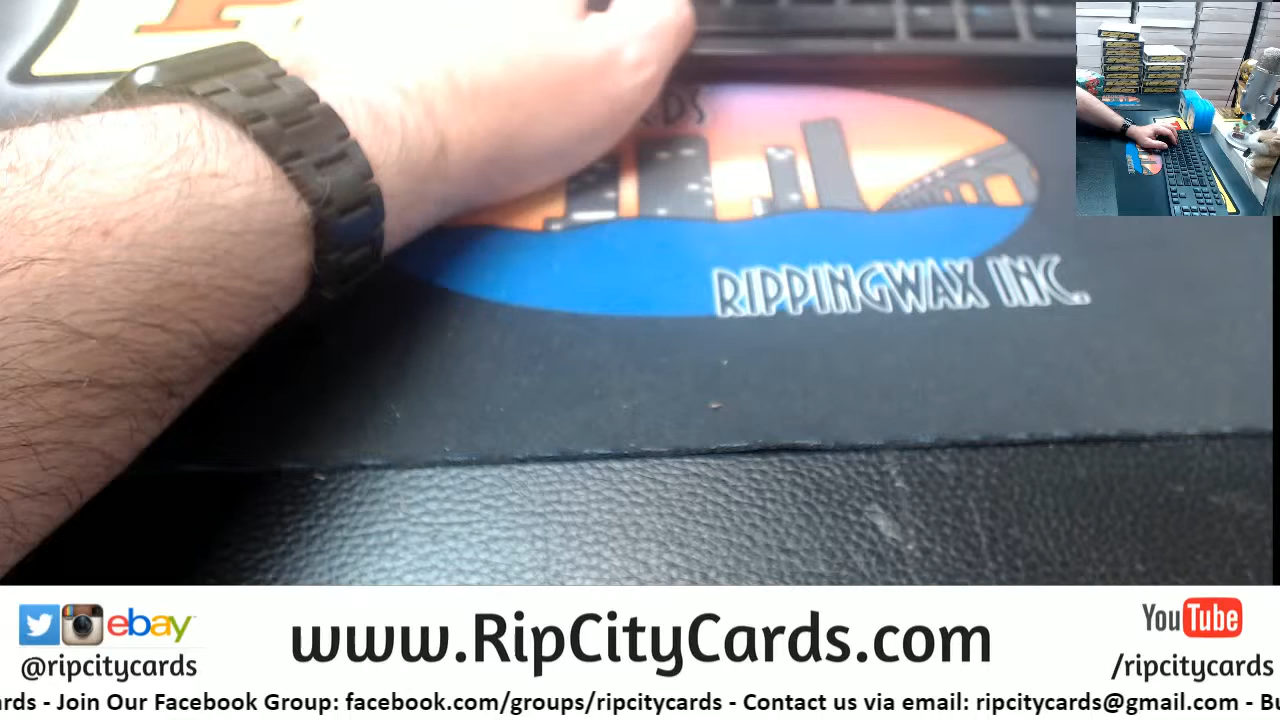 RIPPINGWAX INC.
ebay
@ripcitycards
www.RipCityCards.com
YouTube
/ripcitycards
rds - Join Our Facebook Group: facebook.com/groups/ripcitycards - Contact us via email: ripcitycards@gmail.com - Bu